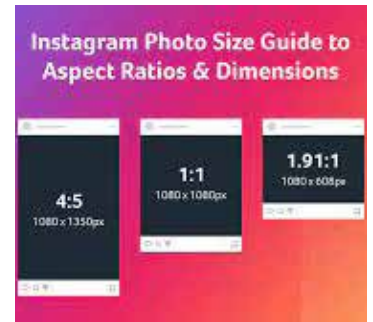 Instagram Photo Size Guide to
Aspect Ratios & Dimensions
4:5
1080 x 1350px
1:1
1080 x 1080px
1.91:1
1080 x 608px